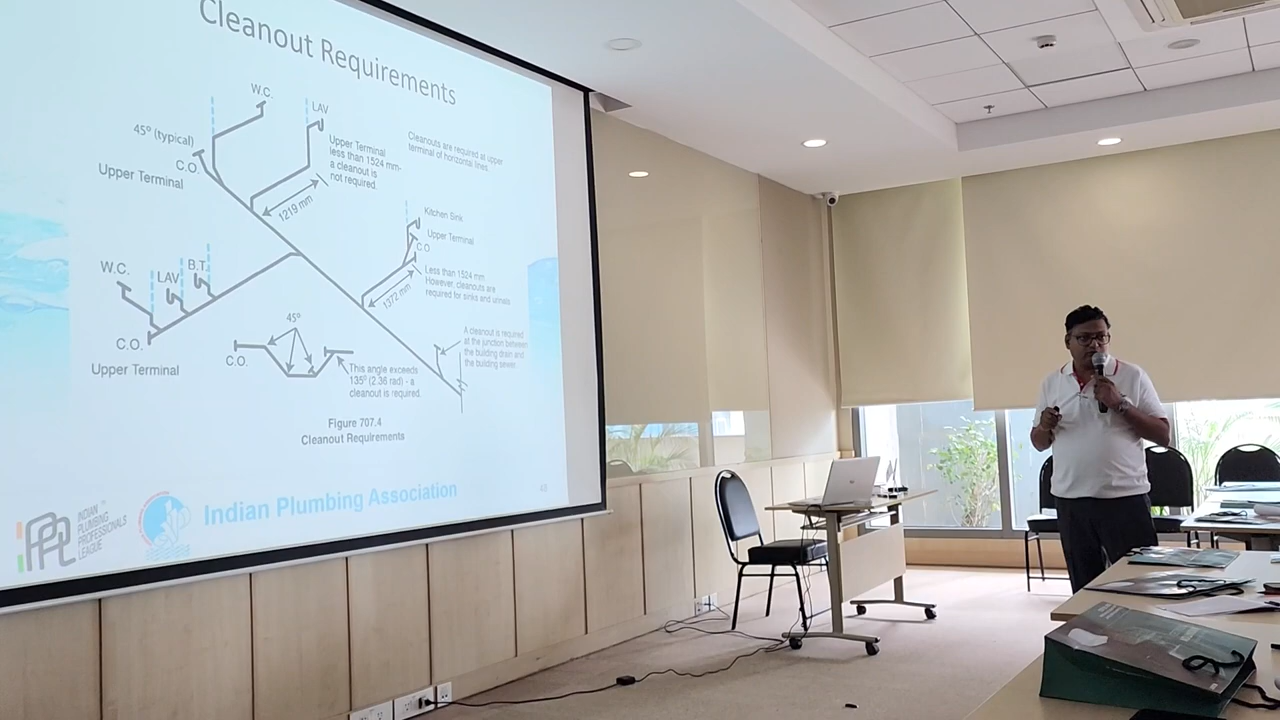 Cleanout Requirements
W.C.
LAV
45º (typical)
C.O.
Upper Terminal
Upper Terminal
less than 1524 mm-
a cleanout is
not required.
Cleanouts are required at upper
terminal of horizontal lines.
1219 mm
Kitchen Sink
Upper Terminal
C.O
Less than 1524 mm
However, cleanouts are
required for sinks and urinals
1372 mm
W.C.
LAV
B.T.
C.O.
Upper Terminal
45º
C.O.
This angle exceeds
135º (2.36 rad) - a
cleanout is required.
A cleanout is required
at the junction between
the building drain and
the building sewer
Figure 707.4
Cleanout Requirements
INDIAN
PLUMBING
PROFESSIONALS
LEAGUE
Indian Plumbing Association
48